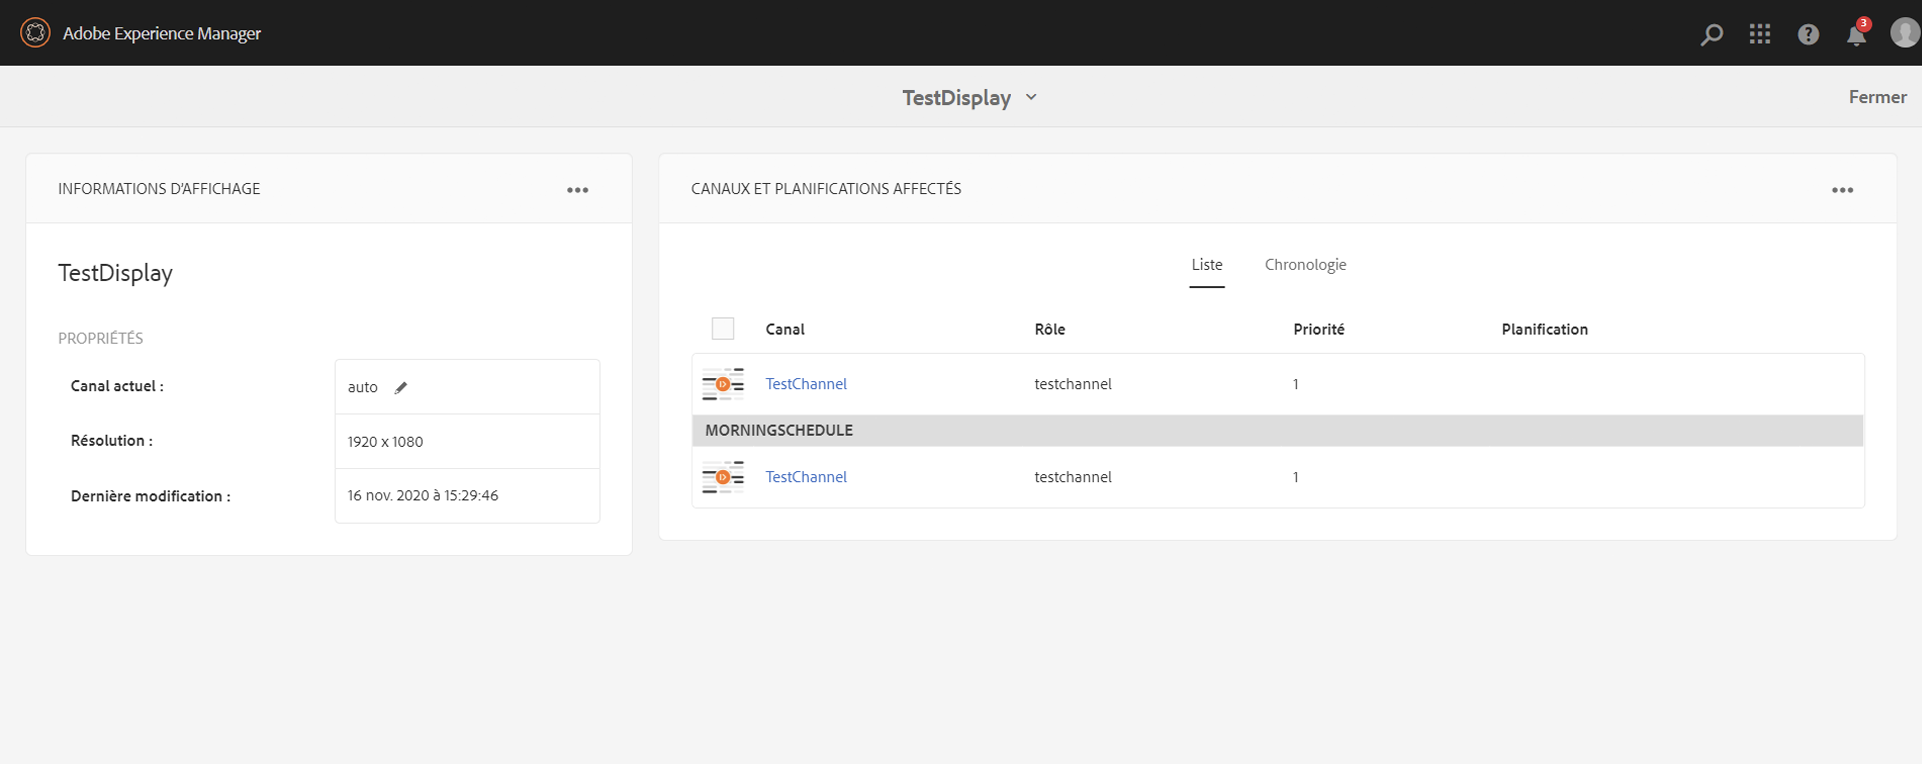 Adobe Experience Manager
3
TestDisplay
Fermer
INFORMATIONS D'AFFICHAGE
TestDisplay
PROPRIÉTÉS
Canal actuel : auto
Résolution : 1920 x 1080
Dernière modification : 16 nov. 2020 à 15:29:46
CANAUX ET PLANIFICATIONS AFFECTÉS
Liste Chronologie
Canal Rôle Priorité Planification
D TestChannel testchannel 1
MORNINGSCHEDULE
D TestChannel testchannel 1